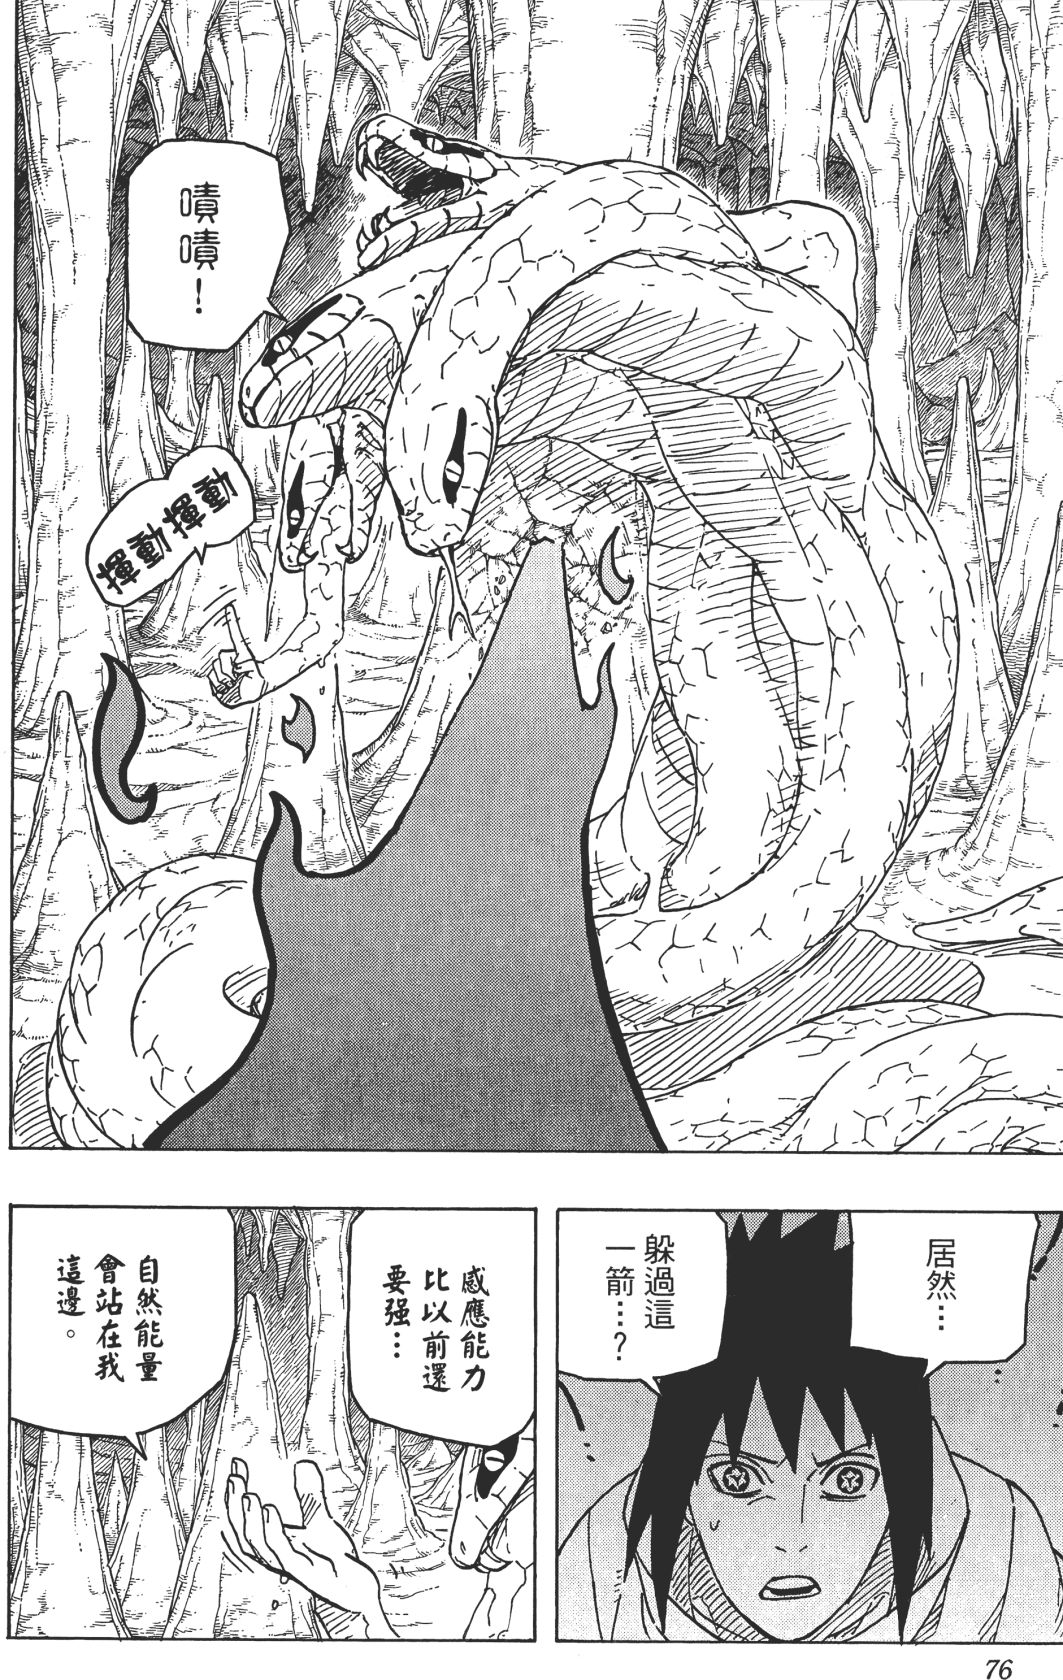 嘖
嘖！
揮動揮動
居然…
躲過這
一箭…？
感應能力
比以前還
要强…
自然能量
會站在我
這邊。
76